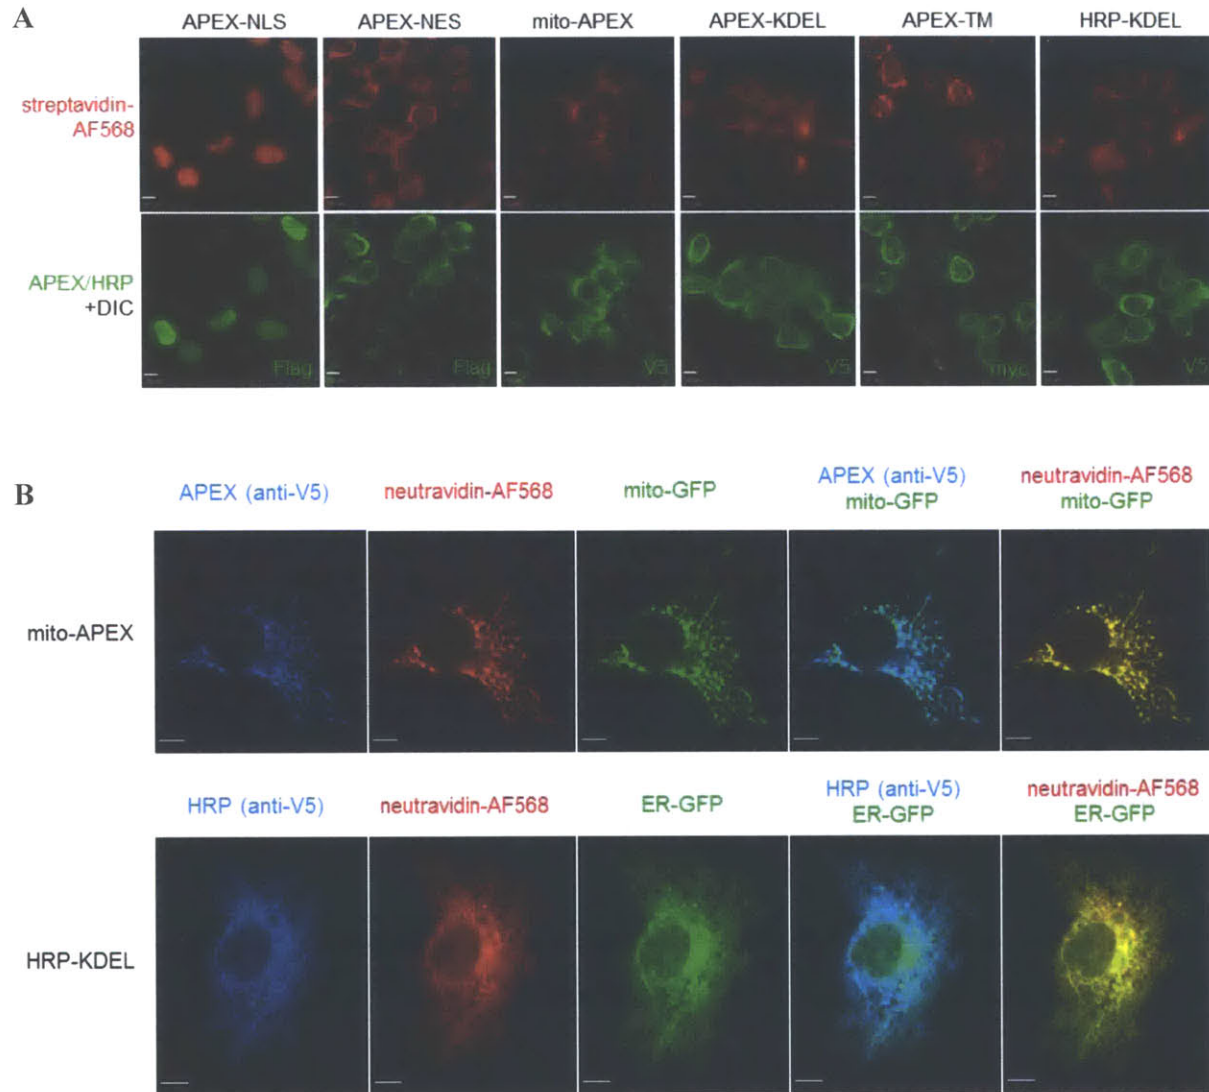 A
APEX-NLS APEX-NES mito-APEX APEX-KDEL APEX-TM HRP-KDEL
streptavidin-
AF568
APEX/HRP
+DIC
Flag Flag V5 V5 myc V5
B
APEX (anti-V5) neutravidin-AF568 mito-GFP APEX (anti-V5) neutravidin-AF568
mito-GFP mito-GFP
mito-APEX
HRP (anti-V5) neutravidin-AF568 ER-GFP HRP (anti-V5) neutravidin-AF568
ER-GFP ER-GFP
HRP-KDEL